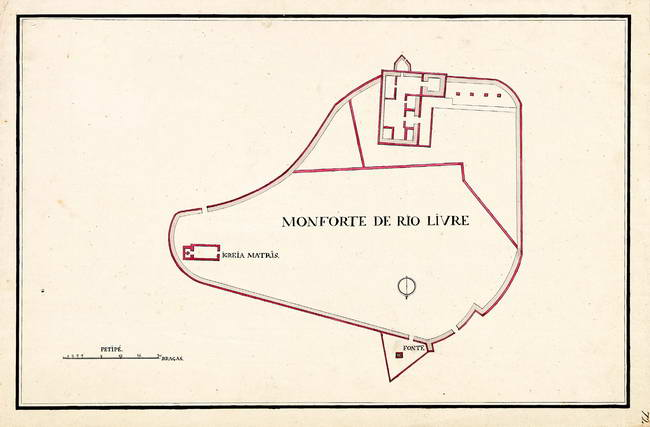 MONFORTE DE RIO LIVRE
IGREIA MATRIS.
FONTE
PETIPÉ.
BRAÇAS.